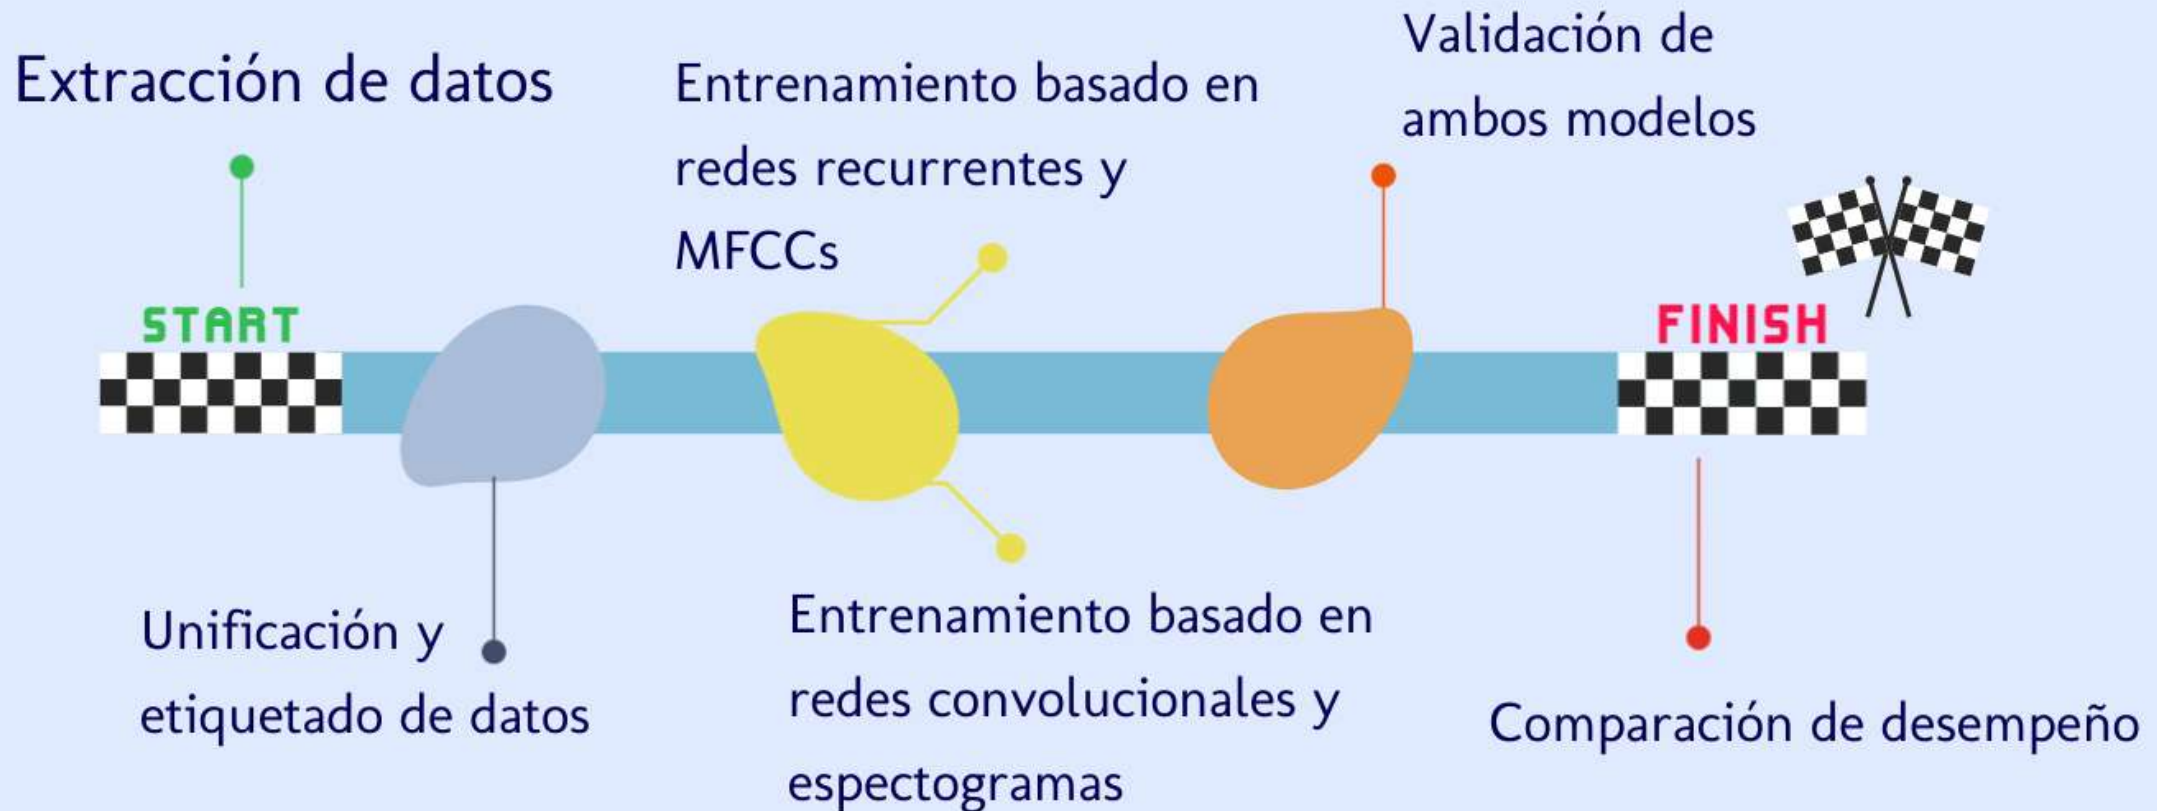 Extracción de datos
START
Unificación y
etiquetado de datos
Entrenamiento basado en
redes recurrentes y
MFCCs
Entrenamiento basado en
redes convolucionales y
espectogramas
Validación de
ambos modelos
FINISH
Comparación de desempeño